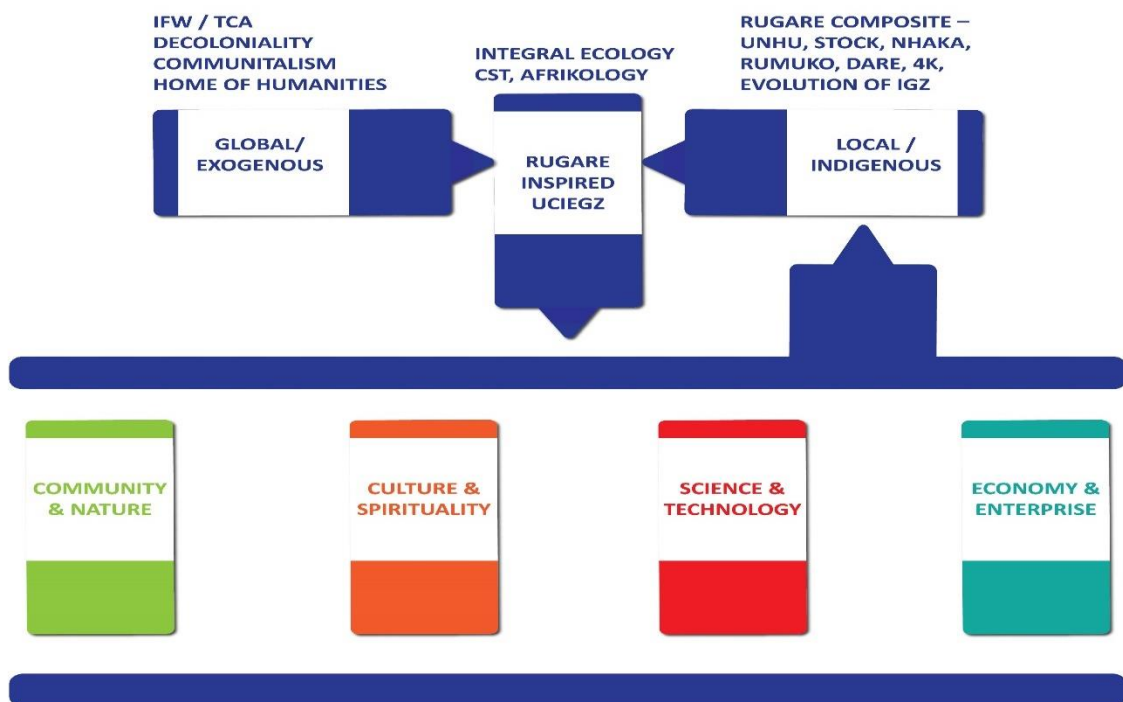 IFW / TCA
DECOLONIALITY
COMMUNITALISM
HOME OF HUMANITIES
INTEGRAL ECOLOGY
CST, AFRIKOLOGY
RUGARE COMPOSITE –
UNHU, STOCK, NHAKA,
RUMUKO, DARE, 4K,
EVOLUTION OF IGZ
GLOBAL/
EXOGENOUS
RUGARE
INSPIRED
UCIEGZ
LOCAL /
INDIGENOUS
COMMUNITY
& NATURE
CULTURE &
SPIRITUALITY
SCIENCE &
TECHNOLOGY
ECONOMY &
ENTERPRISE